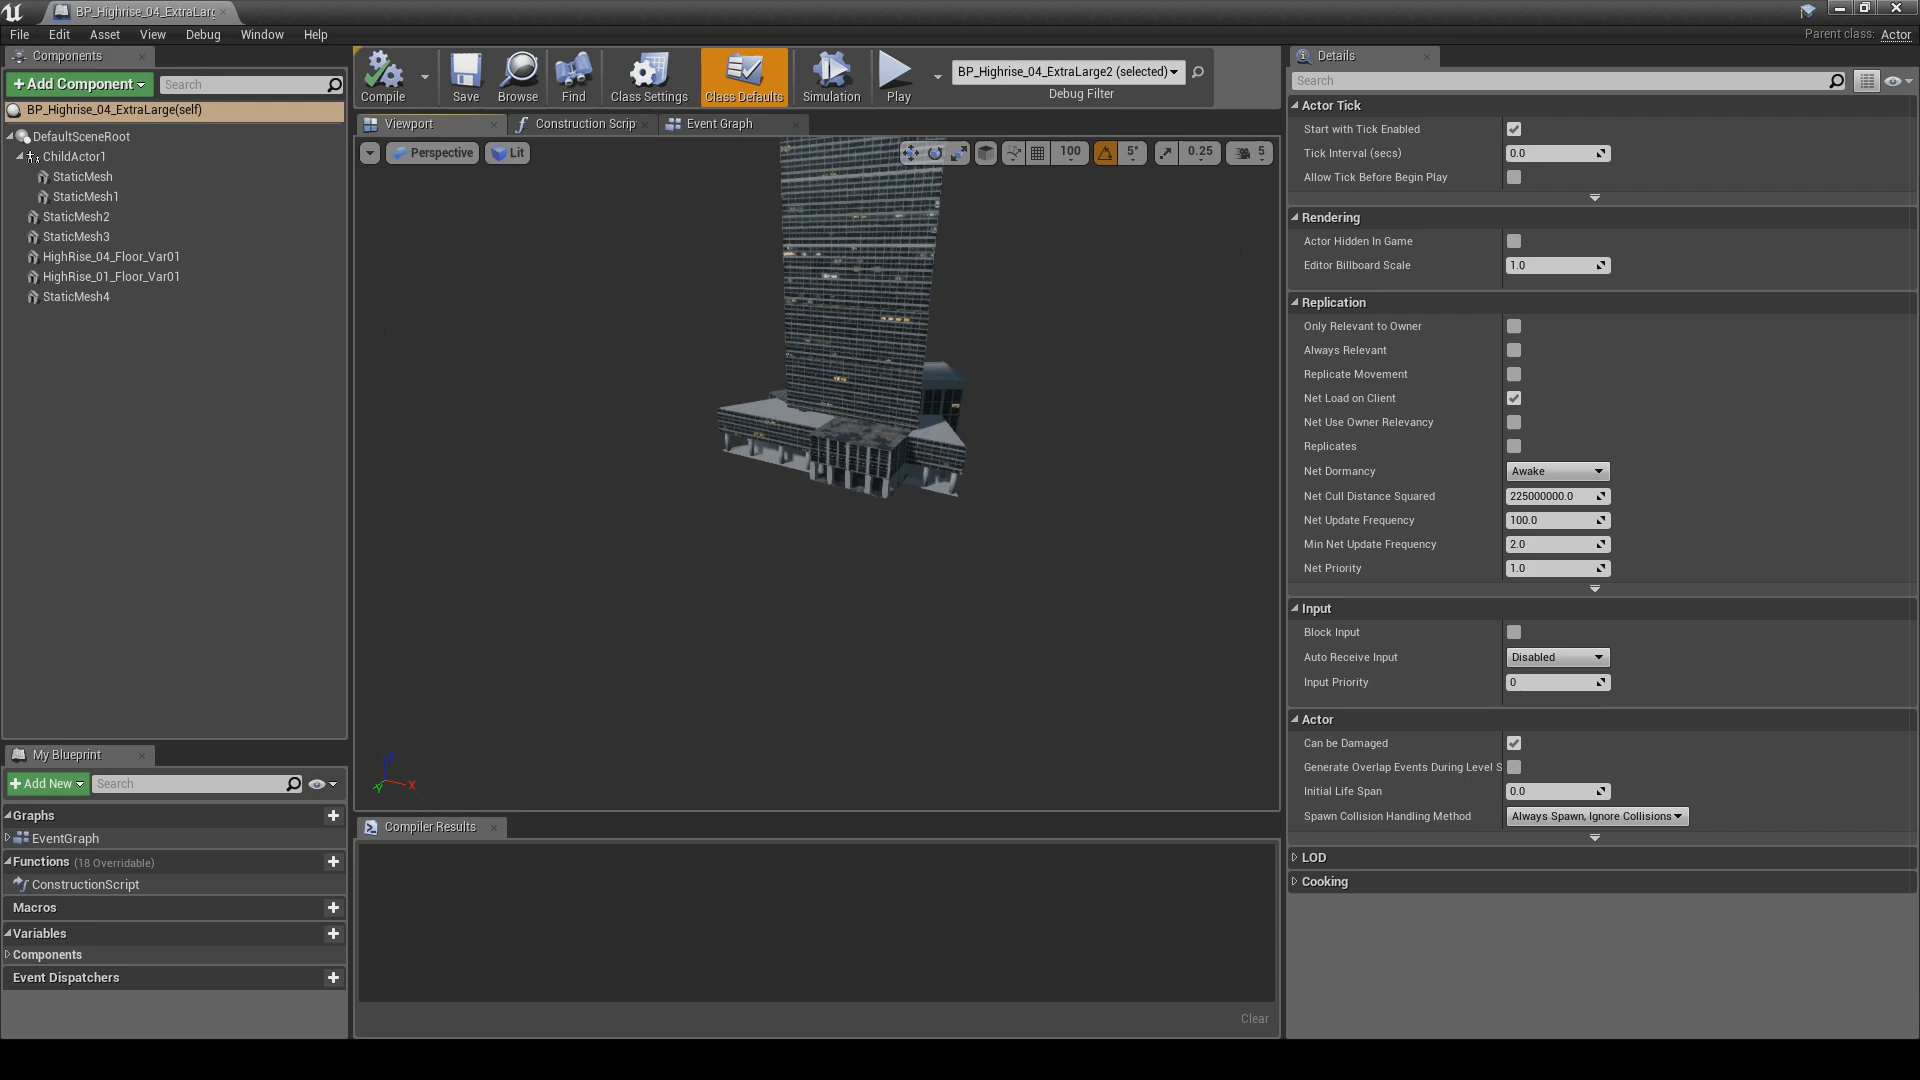 BP_Highrise_04_ExtraLarg
File Edit Asset View Debug Window Help
Parent class: Actor
Components
+Add Component
Search
BP_Highrise_04_ExtraLarge(self)
DefaultSceneRoot
ChildActor1
StaticMesh
StaticMesh1
StaticMesh2
StaticMesh3
HighRise_04_Floor_Var01
HighRise_01_Floor_Var01
StaticMesh4
My Blueprint
+Add New
Search
Graphs
EventGraph
Functions (18 Overridable)
ConstructionScript
Macros
Variables
Components
Event Dispatchers
Compile
Save
Browse
Find
Class Settings
Class Defaults
Simulation
Play
BP_Highrise_04_ExtraLarge2 (selected)
Debug Filter
Viewport
Construction Scrip
Event Graph
Perspective
Lit
100
5°
0.25
5
Z
X
Y
Compiler Results
Clear
Details
Search
Actor Tick
Start with Tick Enabled
Tick Interval (secs) 0.0
Allow Tick Before Begin Play
Rendering
Actor Hidden In Game
Editor Billboard Scale 1.0
Replication
Only Relevant to Owner
Always Relevant
Replicate Movement
Net Load on Client
Net Use Owner Relevancy
Replicates
Net Dormancy Awake
Net Cull Distance Squared 225000000.0
Net Update Frequency 100.0
Min Net Update Frequency 2.0
Net Priority 1.0
Input
Block Input
Auto Receive Input Disabled
Input Priority 0
Actor
Can be Damaged
Generate Overlap Events During Level S
Initial Life Span 0.0
Spawn Collision Handling Method Always Spawn, Ignore Collisions
LOD
Cooking